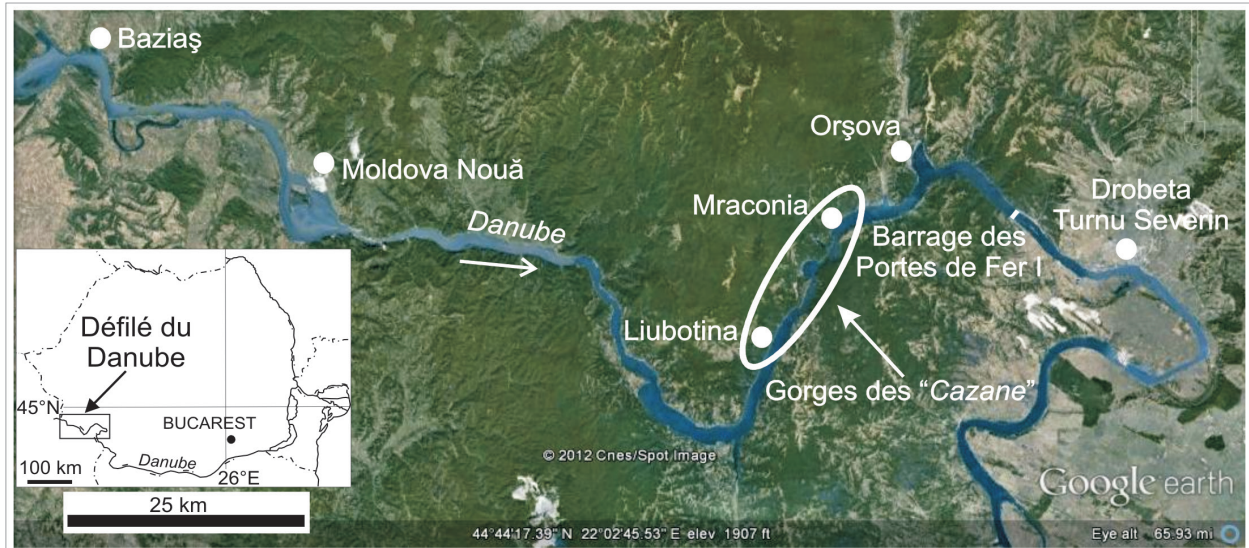 Baziaş
Moldova Nouă
Danube
Orşova
Mraconia
Drobeta
Turnu Severin
Barrage des
Portes de Fer I
Liubotina
Gorges des “Cazane”
Défilé du
Danube
45°N
BUCAREST
Danube
100 km
26°E
25 km
© 2012 Cnes/Spot Image
Google earth
44°44'17.39" N 22°02'45.53" E elev 1907 ft
Eye alt 65.93 mi